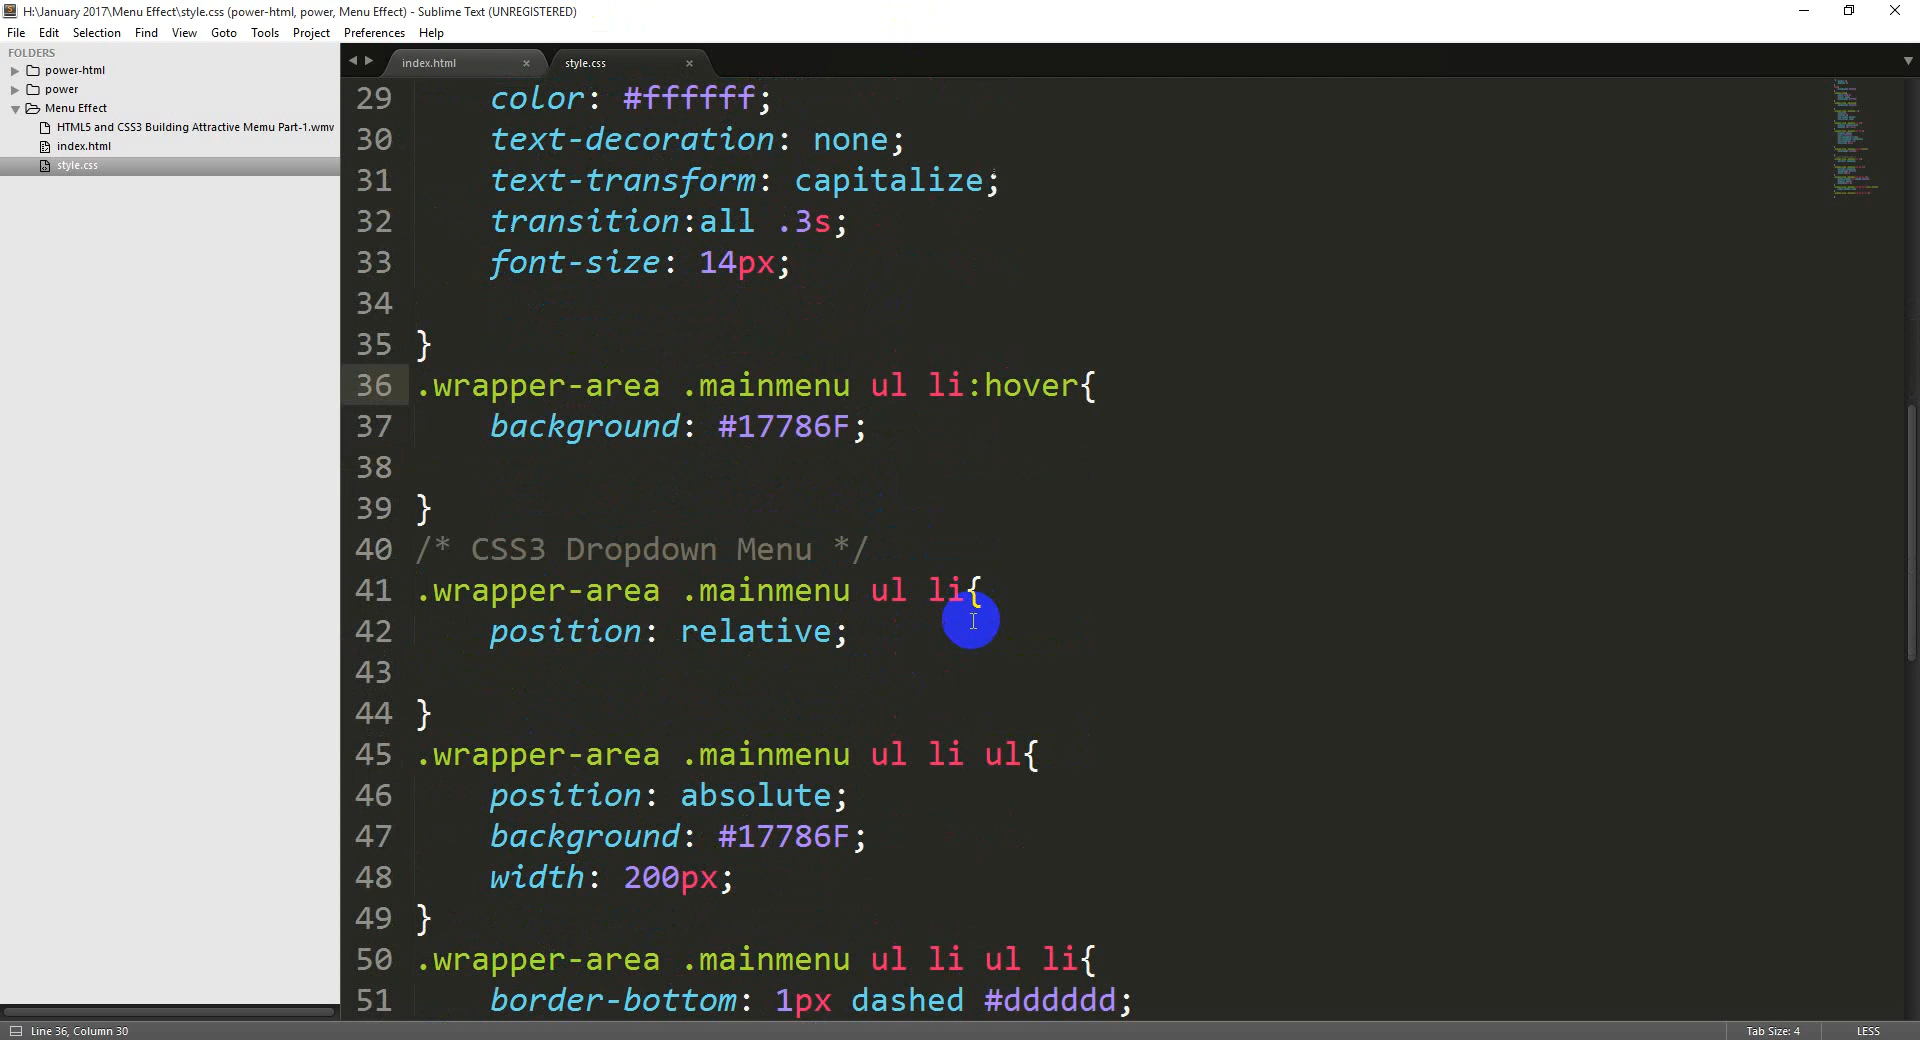 H:\January 2017\Menu Effect\style.css (power-html, power, Menu Effect) - Sublime Text (UNREGISTERED)
File Edit Selection Find View Goto Tools Project Preferences Help
FOLDERS
power-html
power
Menu Effect
HTML5 and CSS3 Building Attractive Memu Part-1.wmv
index.html
style.css
index.html × style.css ×
29 color: #ffffff;
30 text-decoration: none;
31 text-transform: capitalize;
32 transition:all .3s;
33 font-size: 14px;
34
35 }
36 .wrapper-area .mainmenu ul li:hover{
37 background: #17786F;
38
39 }
40 /* CSS3 Dropdown Menu */
41 .wrapper-area .mainmenu ul li{
42 position: relative;
43
44 }
45 .wrapper-area .mainmenu ul li ul{
46 position: absolute;
47 background: #17786F;
48 width: 200px;
49 }
50 .wrapper-area .mainmenu ul li ul li{
51 border-bottom: 1px dashed #dddddd;
Line 36, Column 30 Tab Size: 4 LESS